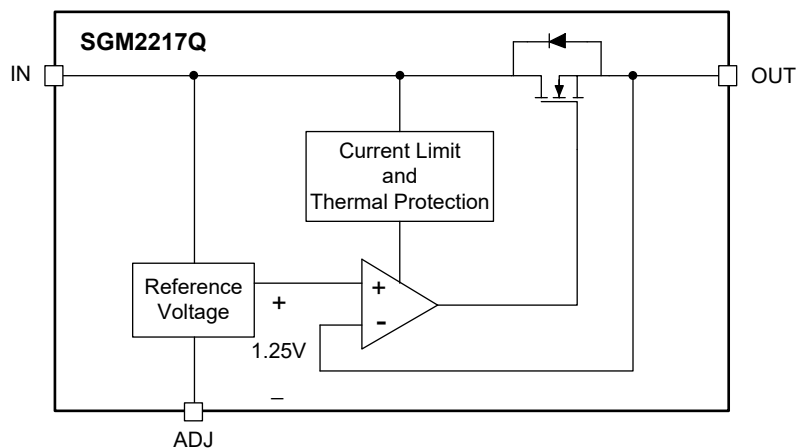 SGM2217Q
IN
OUT
Current Limit
and
Thermal Protection
Reference
Voltage
+
+
-
1.25V
–
ADJ